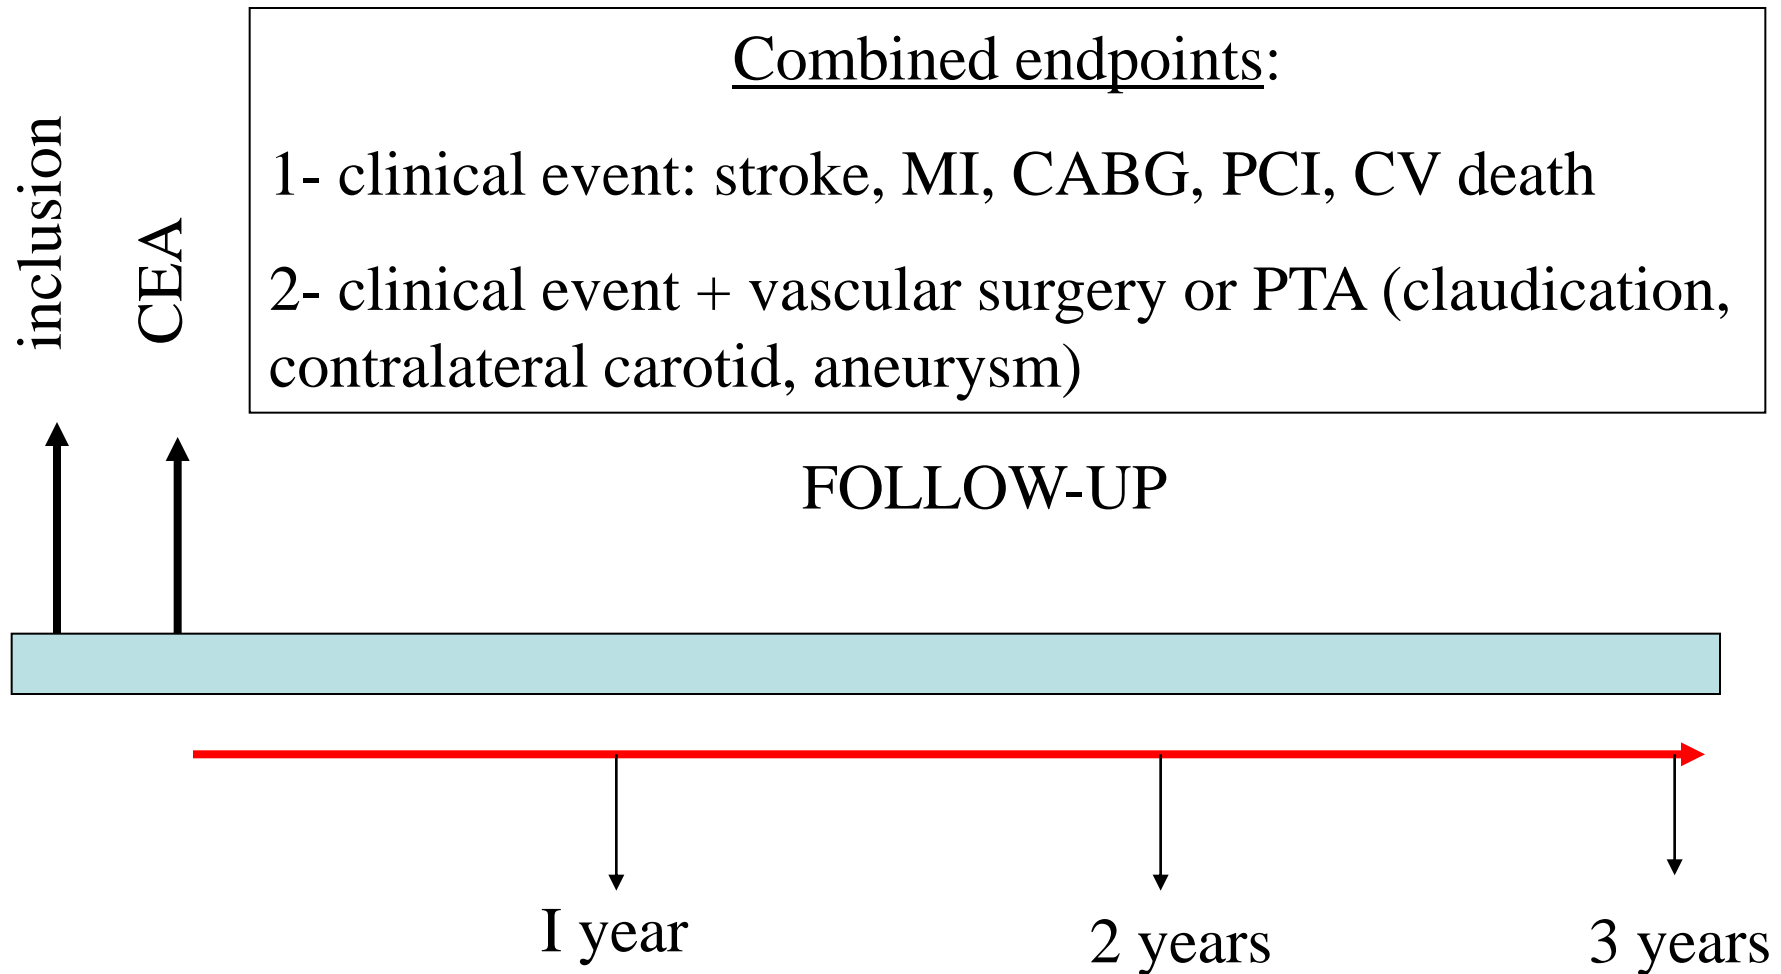 Combined endpoints:
1- clinical event: stroke, MI, CABG, PCI, CV death
2- clinical event + vascular surgery or PTA (claudication,
contralateral carotid, aneurysm)
inclusion
CEA
FOLLOW-UP
I year
2 years
3 years